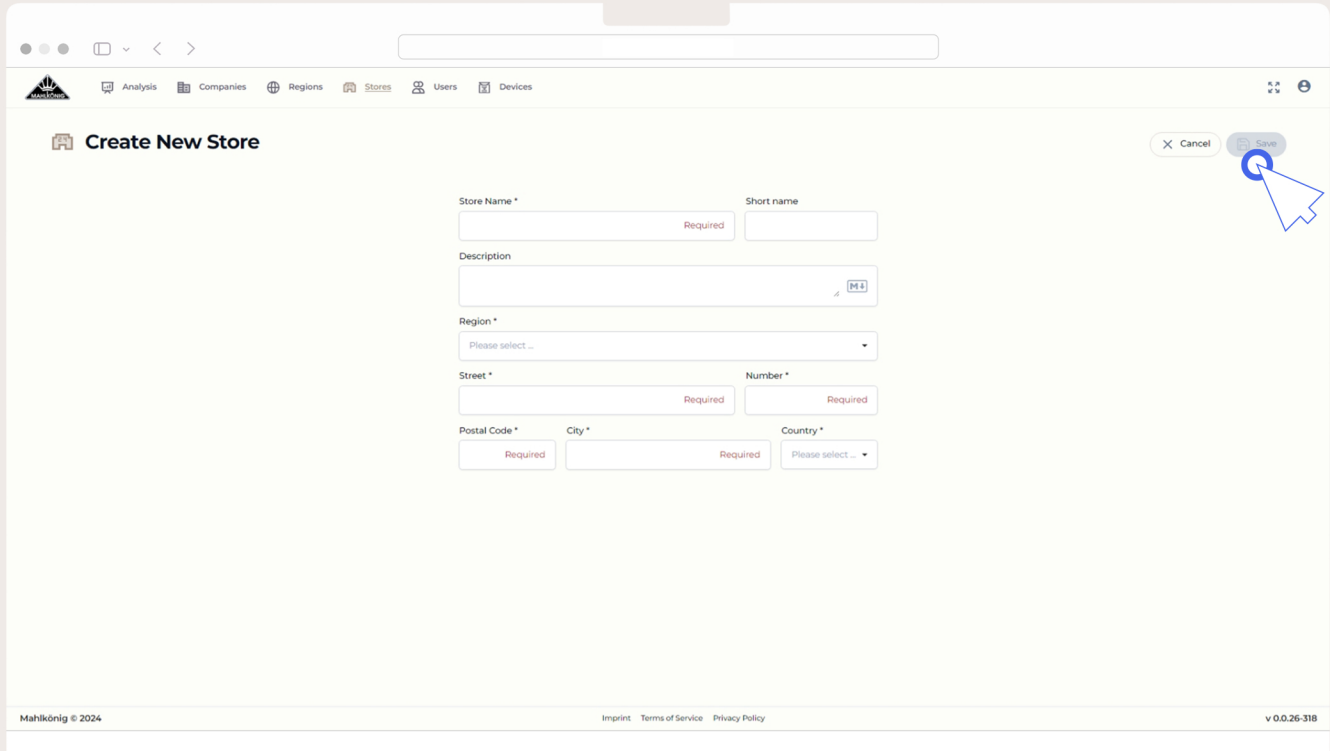 MAHLKÖNIG Analysis Companies Regions Stores Users Devices
Create New Store
Cancel Save
Store Name * Short name
Required
Description
M
Region *
Please select ...
Street * Number *
Required Required
Postal Code * City * Country *
Required Required Please select ...
Mahlkönig © 2024 Imprint Terms of Service Privacy Policy v 0.0.26-318